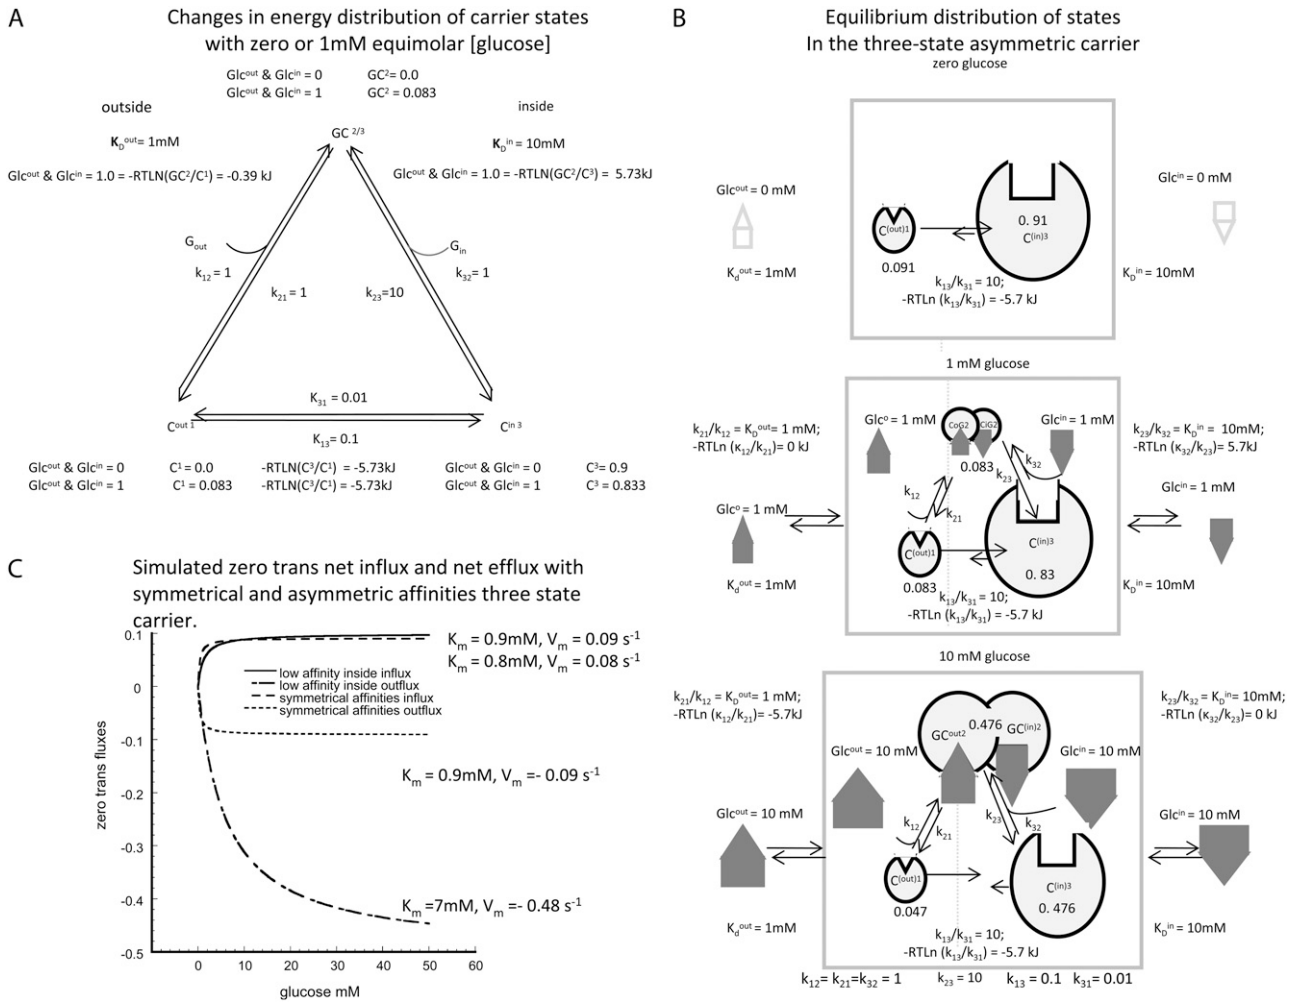 A
Changes in energy distribution of carrier states
with zero or 1mM equimolar [glucose]
Glc^out & Glc^in = 0 GC²= 0.0
Glc^out & Glc^in = 1 GC² = 0.083
outside
inside
GC ^2/3
K_D^out= 1mM
K_D^in = 10mM
Glc^out & Glc^in = 1.0 = -RTLN(GC²/C¹) = -0.39 kJ
Glc^out & Glc^in = 1.0 = -RTLN(GC²/C³) = 5.73kJ
G_out
G_in
k₁₂ = 1
k₃₂= 1
k₂₁ = 1
k₂₃=10
K₃₁ = 0.01
C^out 1
C^in 3
K₁₃= 0.1
Glc^out & Glc^in = 0 C¹ = 0.0 -RTLN(C³/C¹) = -5.73kJ Glc^out & Glc^in = 0 C³= 0.9
Glc^out & Glc^in = 1 C¹ = 0.083 -RTLN(C³/C¹) = -5.73kJ Glc^out & Glc^in = 1 C³ = 0.833
B
Equilibrium distribution of states
In the three-state asymmetric carrier
zero glucose
Glc^out = 0 mM
Glc^in = 0 mM
C^(out)1
0. 91
C^(in)3
0.091
K_d^out = 1mM
K_D^in = 10mM
k₁₃/k₃₁ = 10;
-RTLn (k₁₃/k₃₁) = -5.7 kJ
1 mM glucose
Glc^o = 1 mM
Glc^in = 1 mM
CoG2
CiG2
k₂₁/k₁₂ = K_D^out= 1 mM;
-RTLn (κ₁₂/k₂₁)= 0 kJ
k₂₃/k₃₂ = K_D^in = 10mM;
-RTLn (κ₃₂/k₂₃)= 5.7kJ
0.083
k₃₂
k₂₃
k₁₂
k₂₁
Glc^o = 1 mM
Glc^in = 1 mM
C^(out)1
C^(in)3
0.083
0. 83
K_d^out = 1mM
K_D^in = 10mM
k₁₃/k₃₁ = 10;
-RTLn (k₁₃/k₃₁) = -5.7 kJ
10 mM glucose
k₂₁/k₁₂ = K_D^out= 1 mM;
-RTLn (κ₁₂/k₂₁)= -5.7kJ
k₂₃/k₃₂ = K_D^in= 10mM;
-RTLn (κ₃₂/k₂₃)= 0 kJ
GC^out2
0.476
GC^(in)2
Glc^out = 10 mM
Glc^in = 10 mM
Glc^out = 10 mM
Glc^in = 10 mM
k₁₂
k₂₁
k₂₃
k₃₂
C^(out)1
C^(in)3
0.047
0. 476
K_d^out = 1mM
K_D^in = 10mM
k₁₃/k₃₁ = 10;
-RTLn (k₁₃/k₃₁) = -5.7 kJ
k₁₂= k₂₁=k₃₂ = 1 k₂₃ = 10 k₁₃ = 0.1 k₃₁= 0.01
C
Simulated zero trans net influx and net efflux with
symmetrical and asymmetric affinities three state
carrier.
0.1
0
-0.1
-0.2
-0.3
-0.4
-0.5
zero trans fluxes
low affinity inside influx
low affinity inside outflux
symmetrical affinities influx
symmetrical affinities outflux
K_m = 0.9mM, V_m = 0.09 s⁻¹
K_m = 0.8mM, V_m = 0.08 s⁻¹
K_m = 0.9mM, V_m =- 0.09 s⁻¹
K_m =7mM, V_m =- 0.48 s⁻¹
0 10 20 30 40 50 60
glucose mM